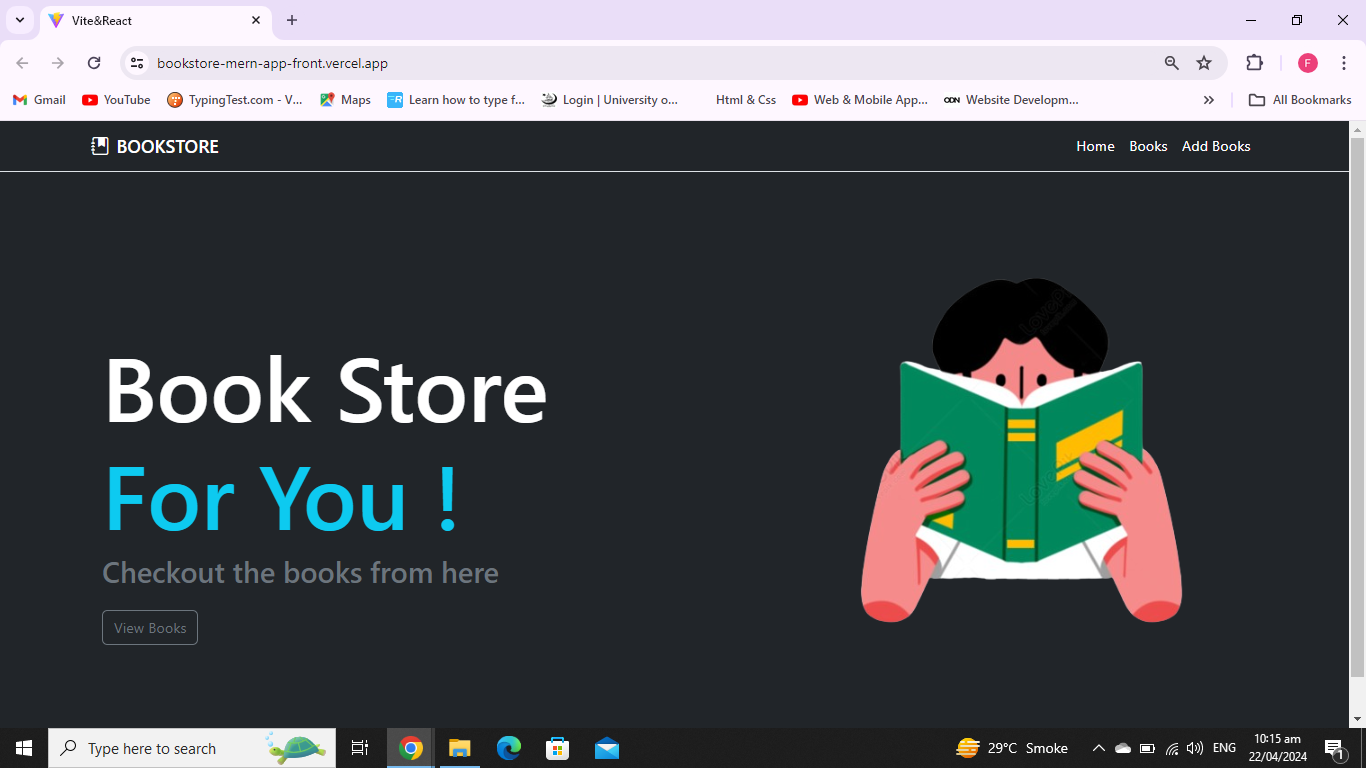 Vite&React
bookstore-mern-app-front.vercel.app
F
Gmail
YouTube
TypingTest.com - V...
Maps
Learn how to type f...
Login | University o...
Html & Css
Web & Mobile App...
ODN
Website Developm...
All Bookmarks
BOOKSTORE
Home
Books
Add Books
Book Store
For You !
Checkout the books from here
View Books
Type here to search
29°C Smoke
ENG
10:15 am
22/04/2024
1